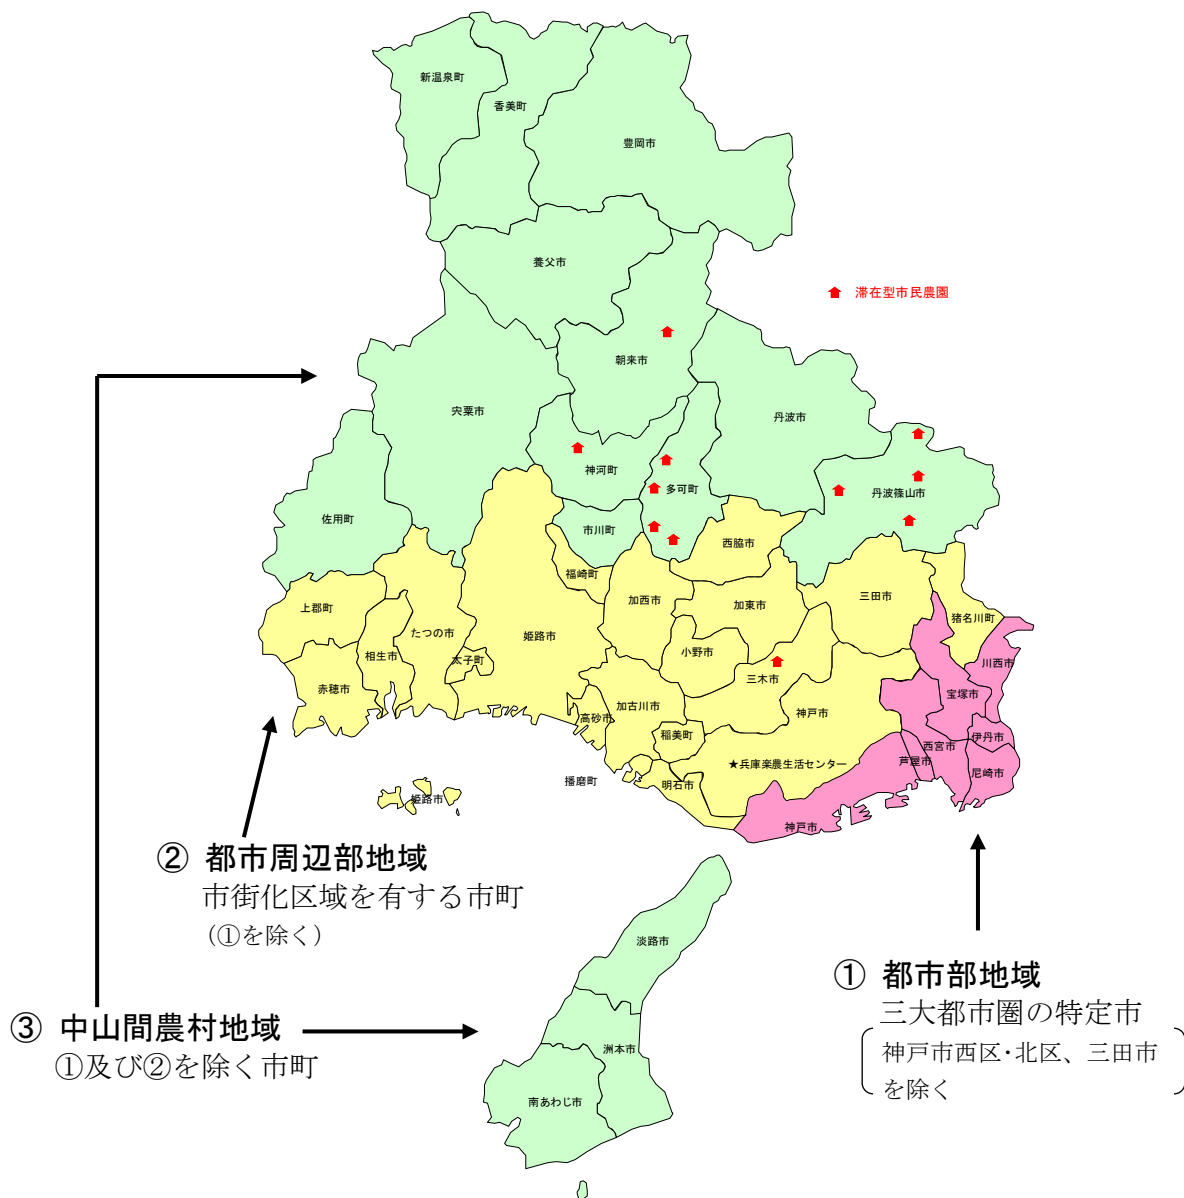 新温泉町
香美町
豊岡市
養父市
滞在型市民農園
朝来市
宍粟市
丹波市
神河町
多可町
丹波篠山市
佐用町
市川町
西脇市
福崎町
加西市
加東市
三田市
上郡町
猪名川町
たつの市
姫路市
相生市
太子町
小野市
川西市
赤穂市
三木市
宝塚市
加古川市
神戸市
高砂市
稲美町
伊丹市
西宮市
芦屋市
★兵庫楽農生活センター
尼崎市
播磨町
明石市
姫路市
神戸市
② 都市周辺部地域
市街化区域を有する市町
(①を除く)
淡路市
① 都市部地域
三大都市圏の特定市
神戸市西区・北区、三田市
を除く
③ 中山間農村地域
①及び②を除く市町
洲本市
南あわじ市